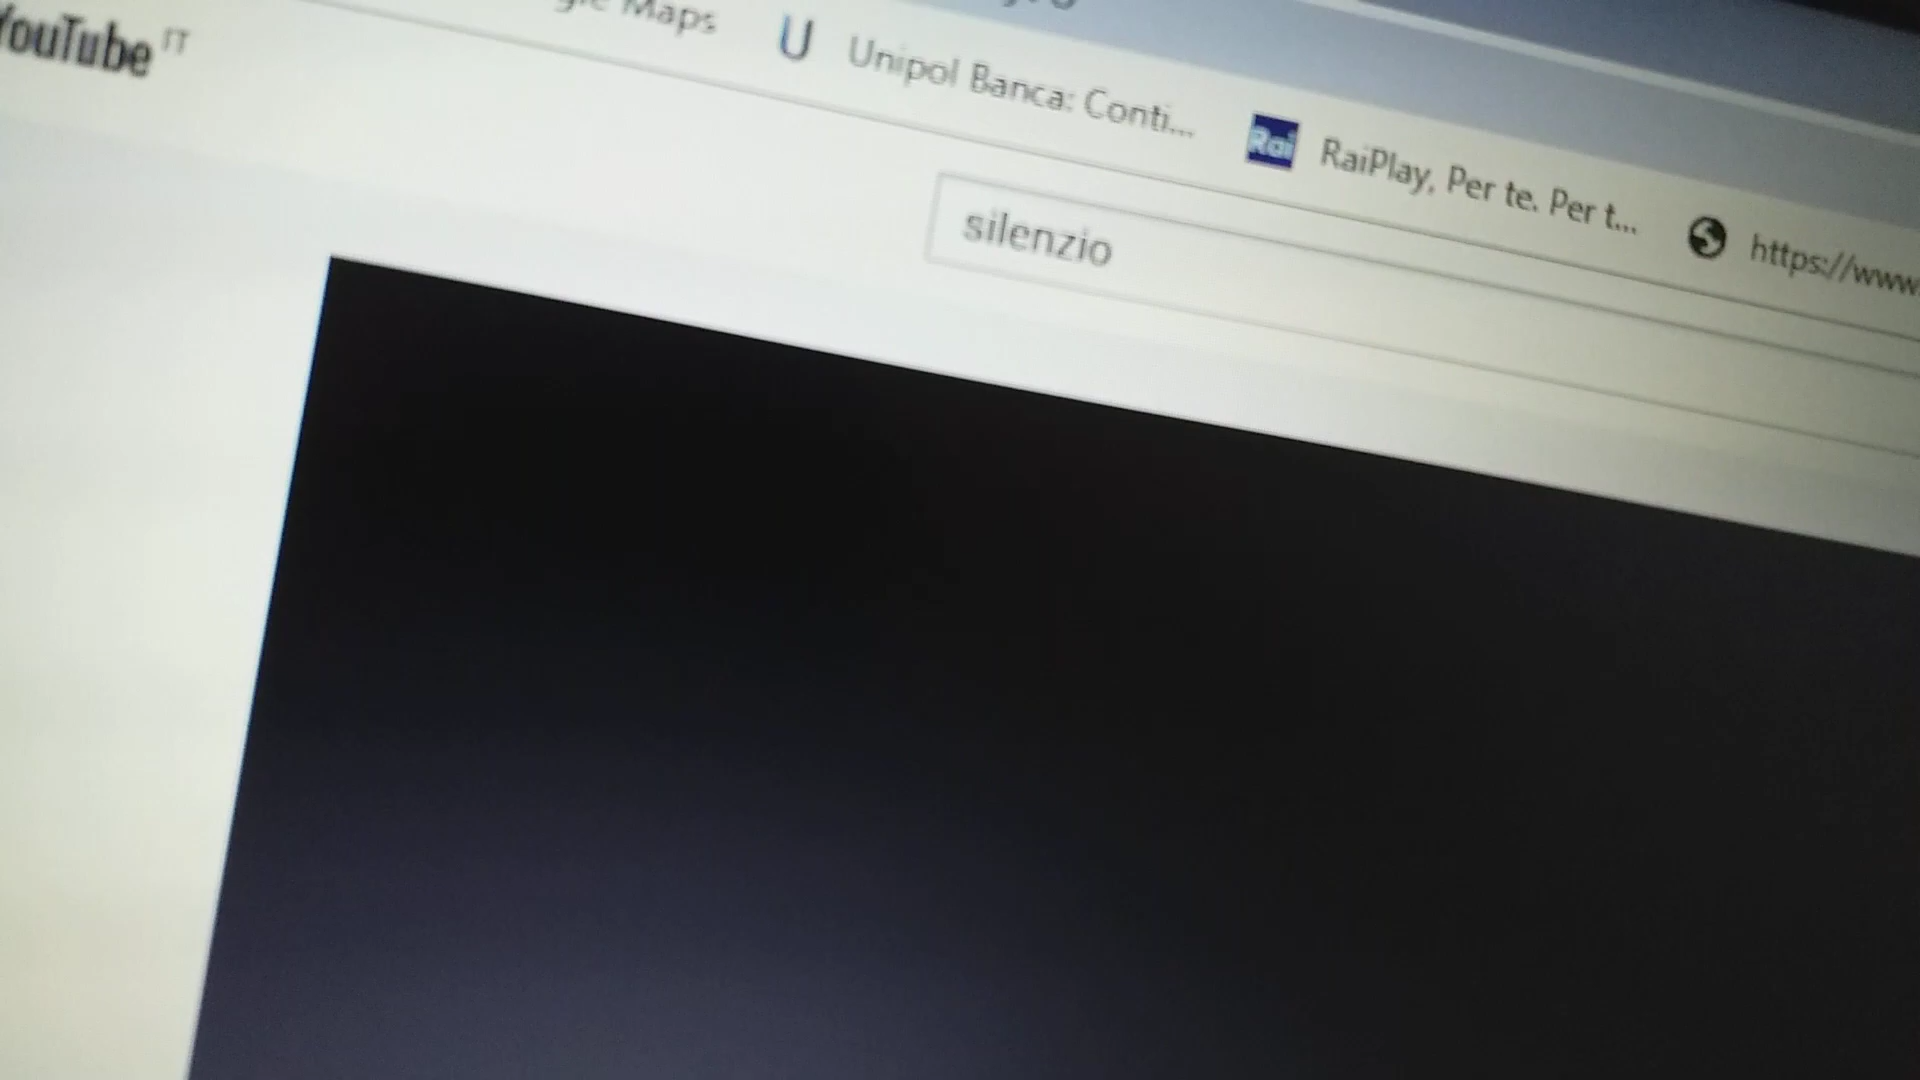 Maps
Unipol Banca: Conti...
Rai
RaiPlay, Per te. Per t...
https://www.
YouTube IT
silenzio